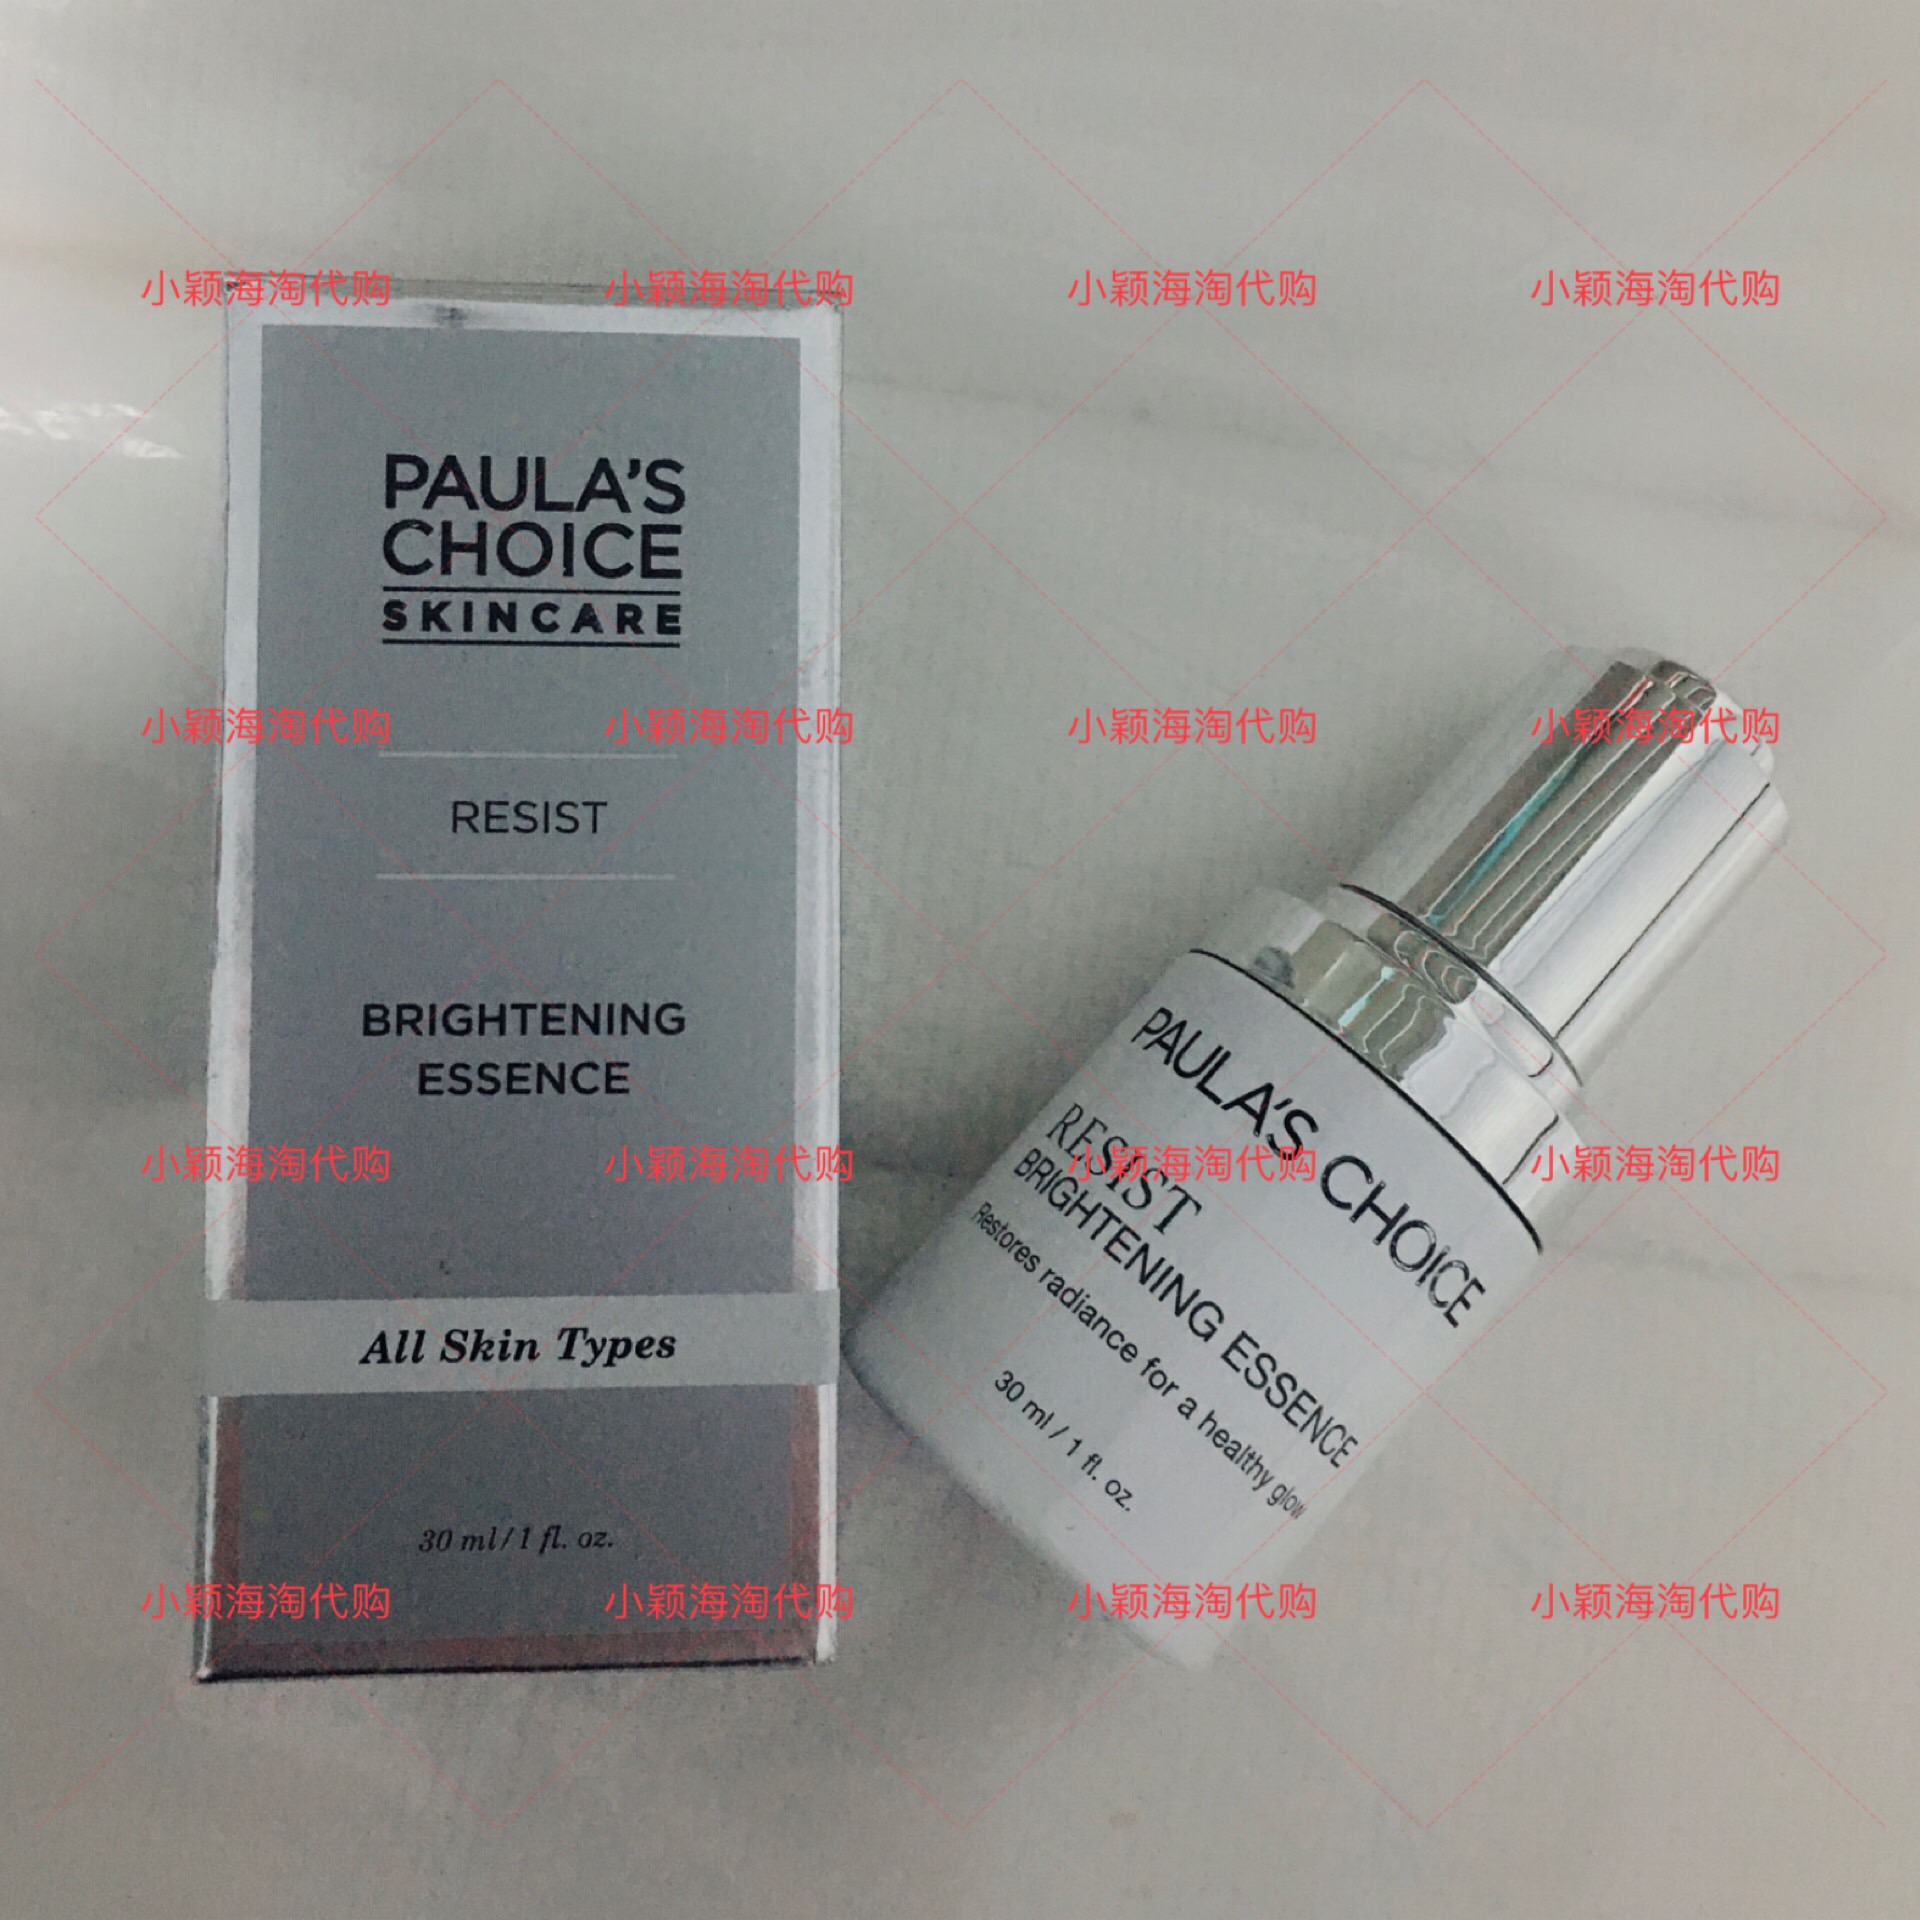 小颖海淘代购 小颖海淘代购 小颖海淘代购 小颖海淘代购
PAULA'S
CHOICE
SKINCARE
小颖海淘代购 小颖海淘代购 小颖海淘代购 小颖海淘代购
RESIST
BRIGHTENING
ESSENCE
小颖海淘代购 小颖海淘代购 小颖海淘代购 小颖海淘代购
All Skin Types
30 ml/1 fl. oz.
PAULA'S CHOICE
RESIST
BRIGHTENING ESSENCE
Restores radiance for a healthy glow
30 ml / 1 fl. oz.
小颖海淘代购 小颖海淘代购 小颖海淘代购 小颖海淘代购